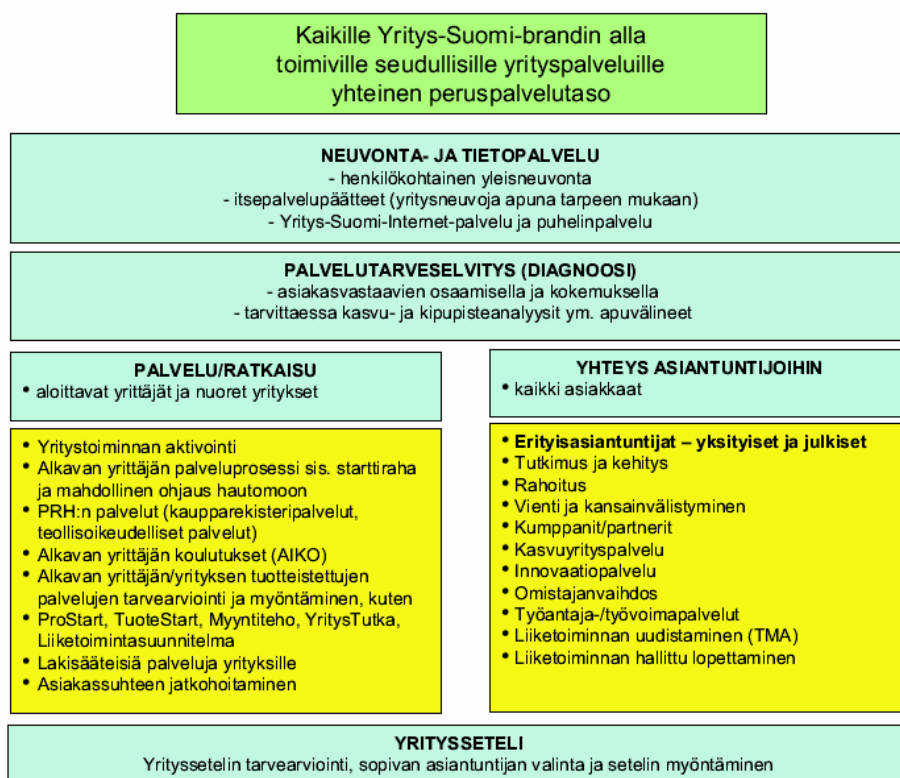 Kaikille Yritys-Suomi-brandin alla
toimiville seudullisille yrityspalveluille
yhteinen peruspalvelutaso
NEUVONTA- JA TIETOPALVELU
- henkilökohtainen yleisneuvonta
- itsepalvelupäätteet (yritysneuvoja apuna tarpeen mukaan)
- Yritys-Suomi-Internet-palvelu ja puhelinpalvelu
PALVELUTARVESELVITYS (DIAGNOOSI)
- asiakasvastaavien osaamisella ja kokemuksella
- tarvittaessa kasvu- ja kipupisteanalyysit ym. apuvälineet
PALVELU/RATKAISU
• aloittavat yrittäjät ja nuoret yritykset
• Yritystoiminnan aktivointi
• Alkavan yrittäjän palveluprosessi sis. starttiraha
ja mahdollinen ohjaus hautomoon
• PRH:n palvelut (kaupparekisteripalvelut,
teollisoikeudelliset palvelut)
• Alkavan yrittäjän koulutukset (AIKO)
• Alkavan yrittäjän/yrityksen tuotteistettujen
palvelujen tarvearviointi ja myöntäminen, kuten
• ProStart, TuoteStart, Myyntiteho, YritysTutka,
Liiketoimintasuunnitelma
• Lakisääteisiä palveluja yrityksille
• Asiakassuhteen jatkohoitaminen
YHTEYS ASIANTUNTIJOIHIN
• kaikki asiakkaat
• Erityisasiantuntijat – yksityiset ja julkiset
• Tutkimus ja kehitys
• Rahoitus
• Vienti ja kansainvälistyminen
• Kumppanit/partnerit
• Kasvuyrityspalvelu
• Innovaatiopalvelu
• Omistajanvaihdos
• Työantaja-/työvoimapalvelut
• Liiketoiminnan uudistaminen (TMA)
• Liiketoiminnan hallittu lopettaminen
YRITYSSETELI
Yrityssetelin tarvearviointi, sopivan asiantuntijan valinta ja setelin myöntäminen